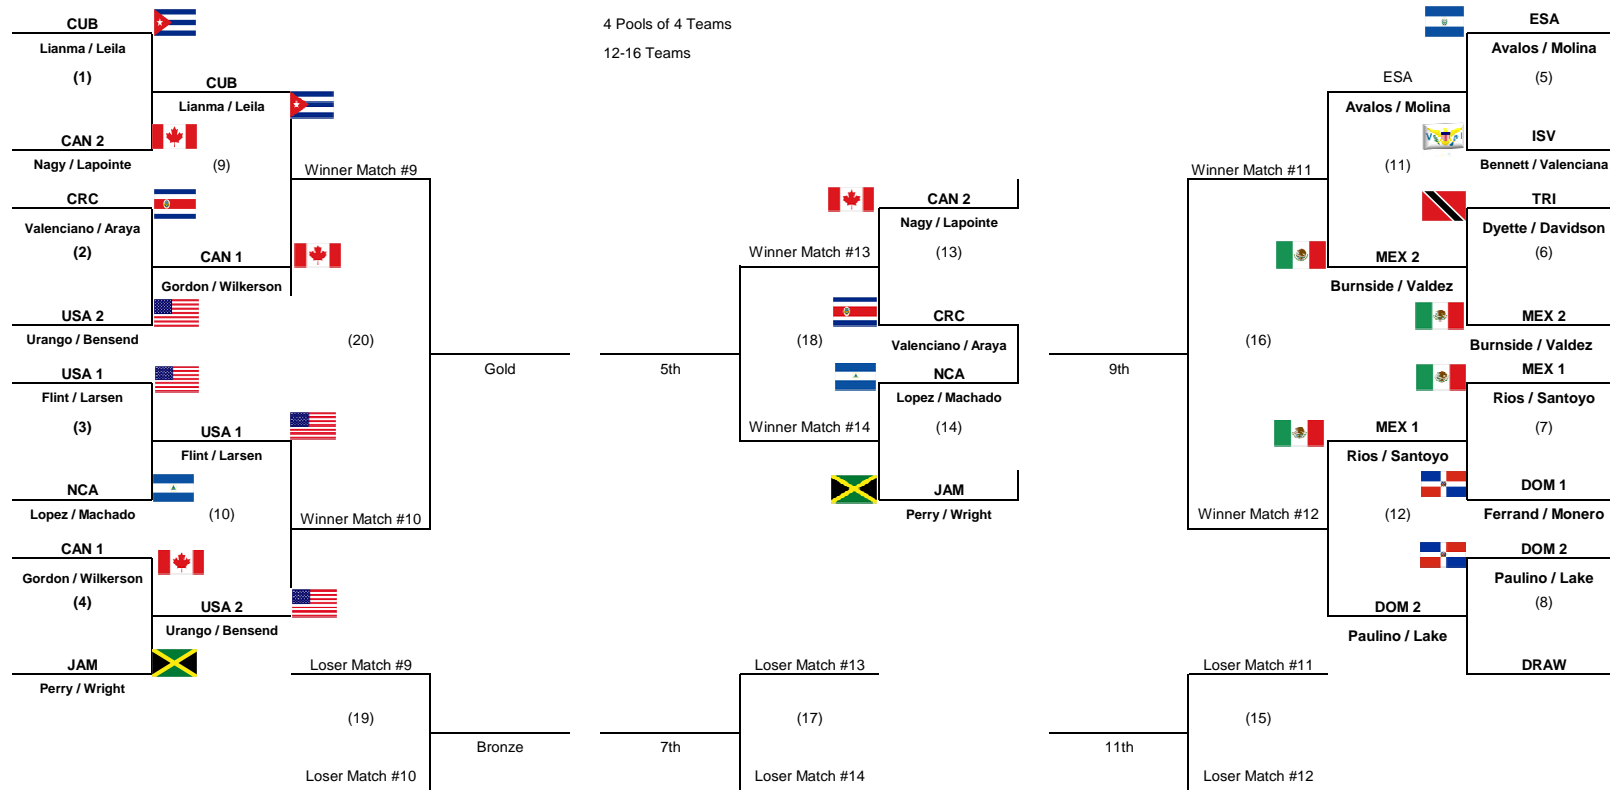 CUB
Lianma / Leila
(1)
CAN 2
Nagy / Lapointe
CRC
Valenciano / Araya
(2)
USA 2
Urango / Bensend
USA 1
Flint / Larsen
(3)
NCA
Lopez / Machado
CAN 1
Gordon / Wilkerson
(4)
JAM
Perry / Wright
CUB
Lianma / Leila
(9)
CAN 1
Gordon / Wilkerson
USA 1
Flint / Larsen
(10)
USA 2
Urango / Bensend
Winner Match #9
(20)
Winner Match #10
Gold
Loser Match #9
(19)
Loser Match #10
Bronze
4 Pools of 4 Teams
12-16 Teams
CAN 2
Nagy / Lapointe
(13)
CRC
Valenciano / Araya
NCA
Lopez / Machado
(14)
JAM
Perry / Wright
Winner Match #13
(18)
Winner Match #14
5th
Loser Match #13
(17)
Loser Match #14
7th
ESA
Avalos / Molina
(5)
ISV
Bennett / Valenciana
TRI
Dyette / Davidson
(6)
MEX 2
Burnside / Valdez
MEX 1
Rios / Santoyo
(7)
DOM 1
Ferrand / Monero
DOM 2
Paulino / Lake
(8)
DRAW
ESA
Avalos / Molina
(11)
MEX 2
Burnside / Valdez
MEX 1
Rios / Santoyo
(12)
DOM 2
Paulino / Lake
Winner Match #11
(16)
Winner Match #12
9th
Loser Match #11
(15)
Loser Match #12
11th